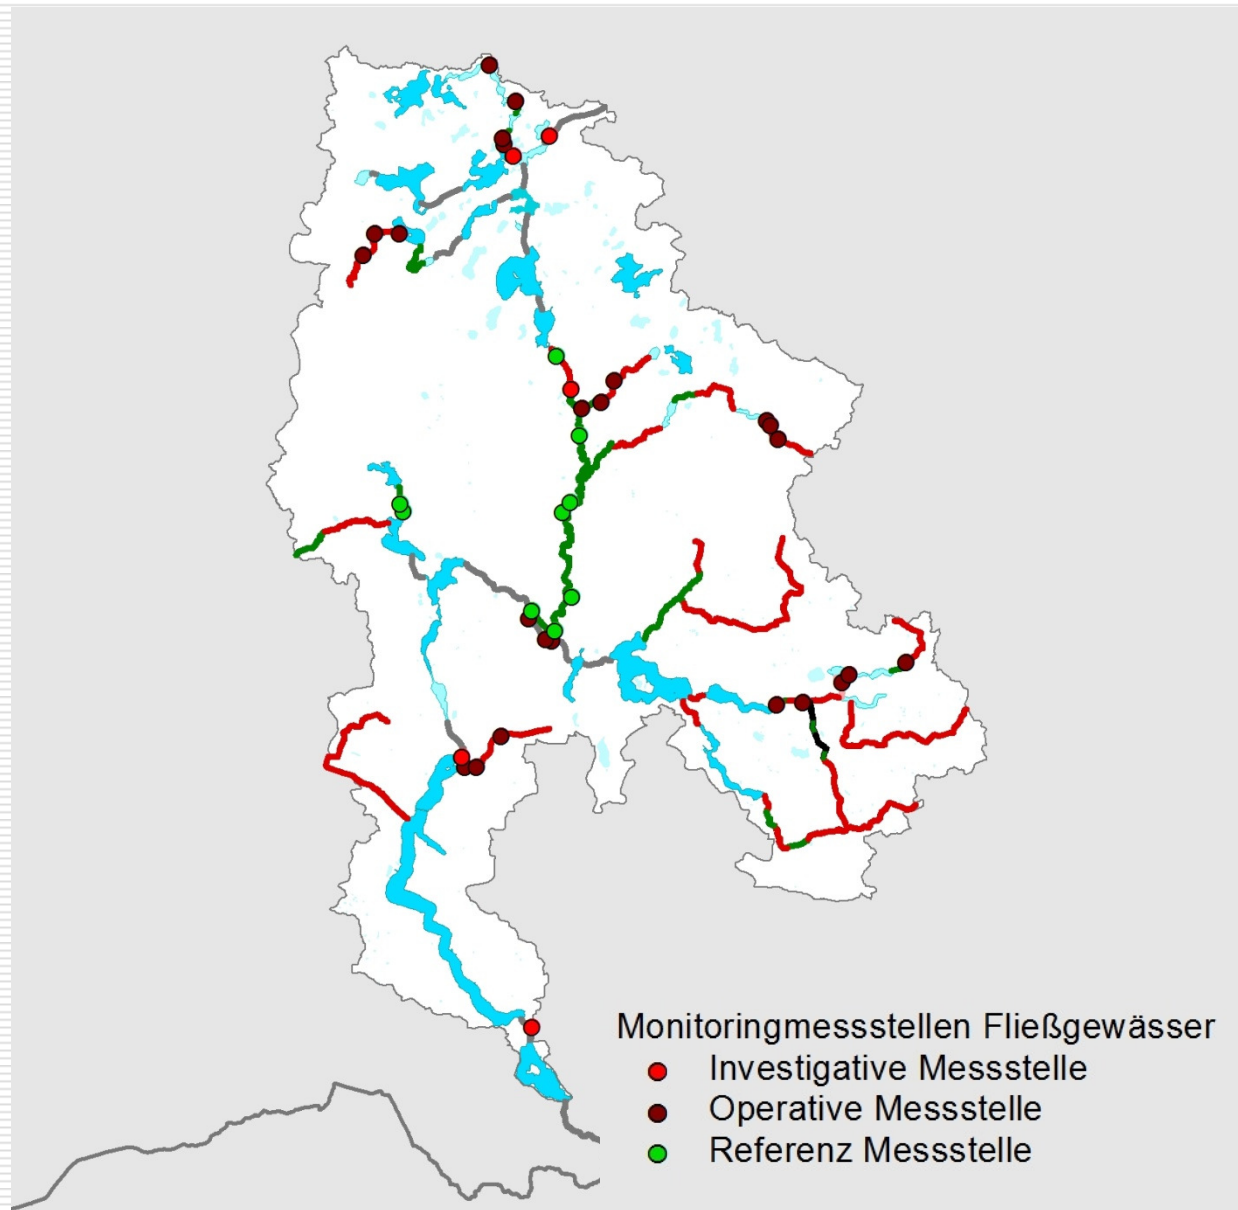 Monitoringmessstellen Fließgewässer
Investigative Messstelle
Operative Messstelle
Referenz Messstelle